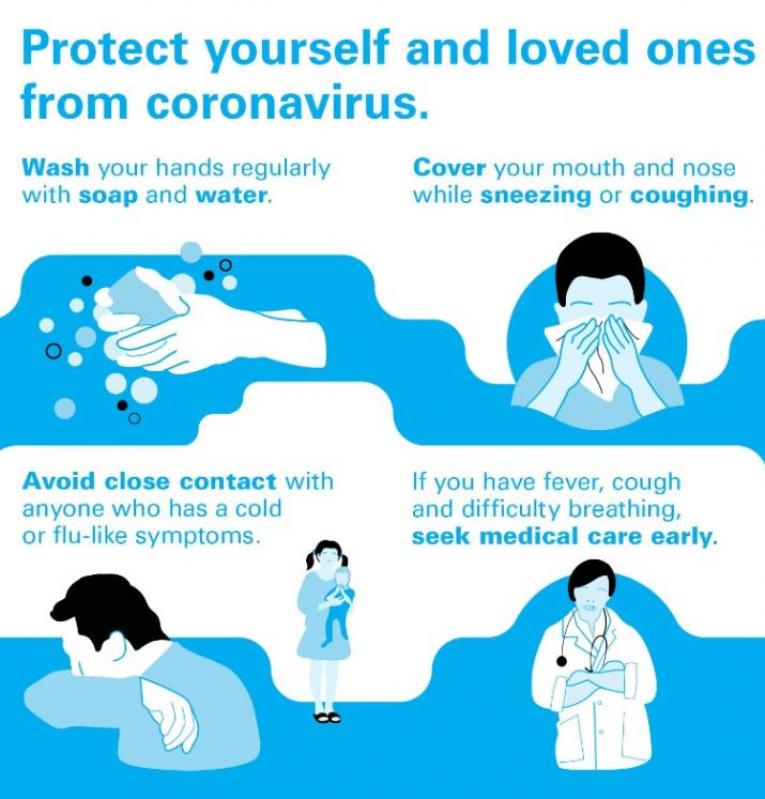 Protect yourself and loved ones
from coronavirus.
Wash your hands regularly
with soap and water.
Cover your mouth and nose
while sneezing or coughing.
Avoid close contact with
anyone who has a cold
or flu-like symptoms.
If you have fever, cough
and difficulty breathing,
seek medical care early.